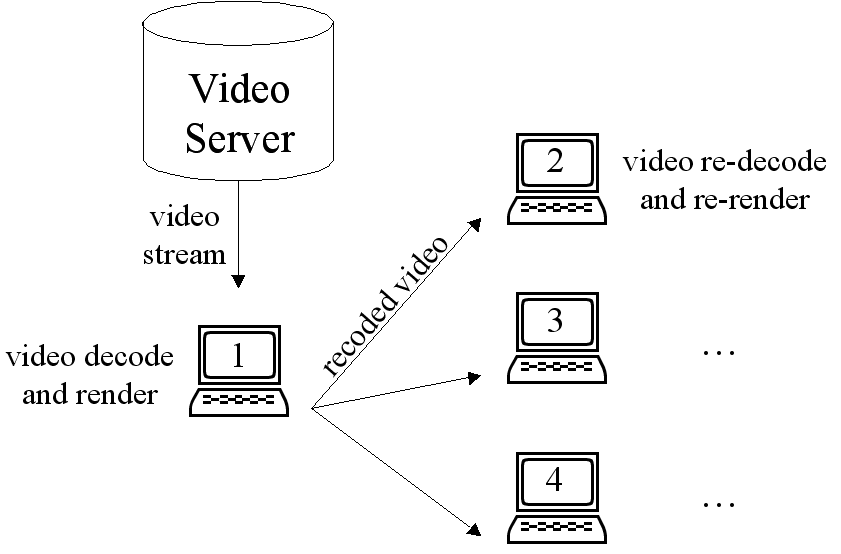 Video
Server
video
stream
1
video decode
and render
recoded video
2
video re-decode
and re-render
3
...
4
...